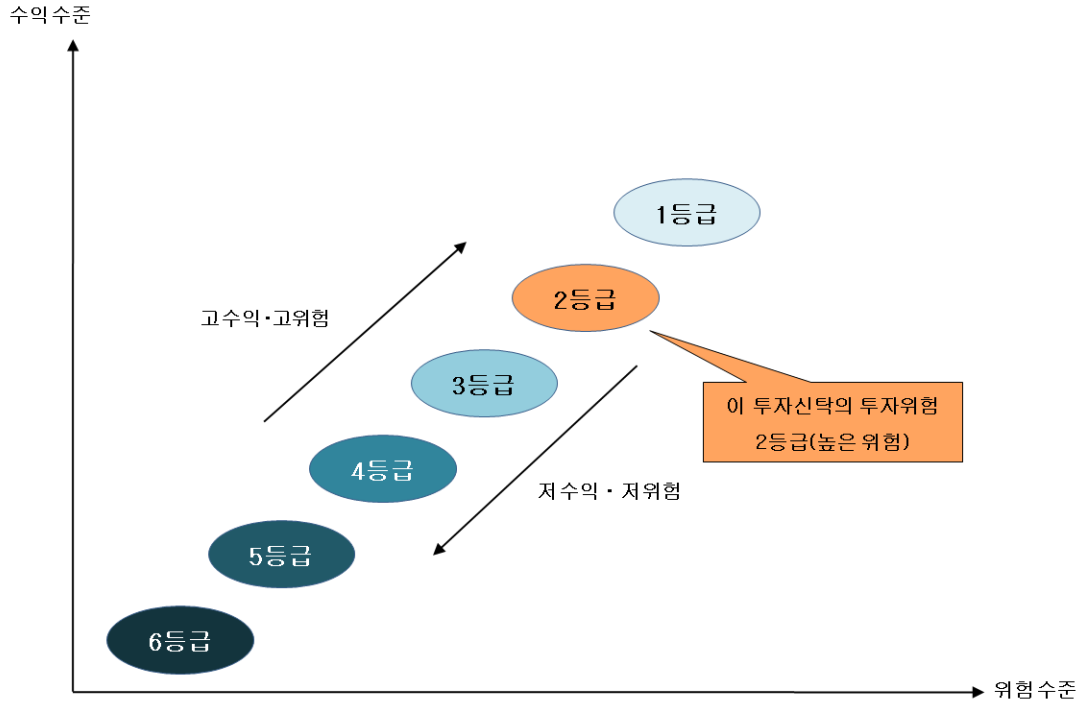 수익수준
1등급
2등급
고수익·고위험
3등급
이 투자신탁의 투자위험
2등급(높은 위험)
4등급
저수익 · 저위험
5등급
6등급
위험수준